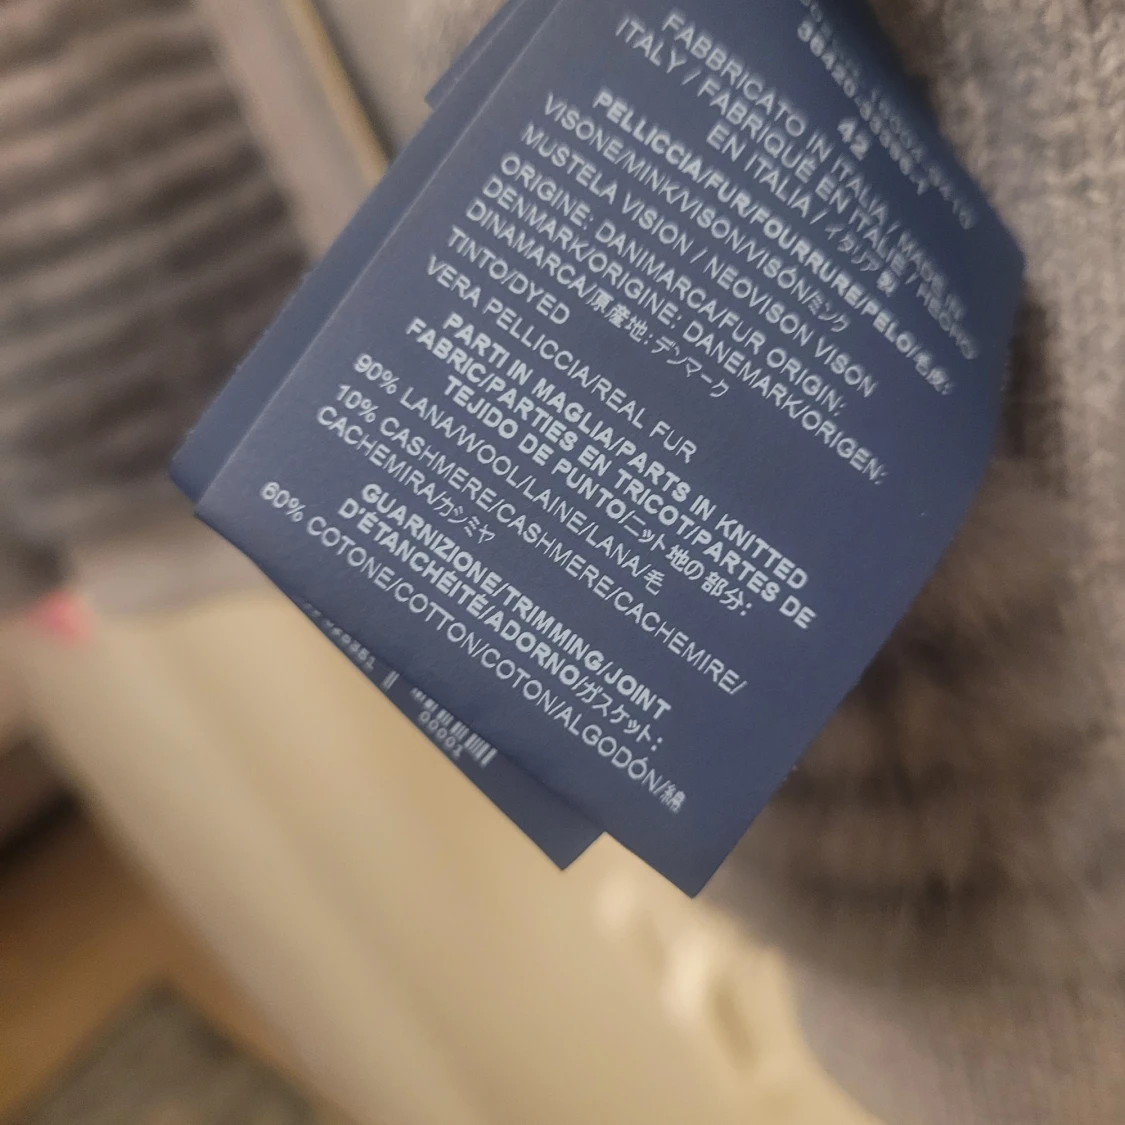 42
FABBRICATO IN ITALIA / MADE IN
ITALY / FABRIQUÉ EN ITALIE / HECHO
EN ITALIA / イタリア製
PELLICCIA/FUR/FOURRURE/PELO/毛皮:
VISONE/MINK/VISON/VISÓN/ミンク
MUSTELA VISION / NEOVISON VISON
ORIGINE: DANIMARCA/FUR ORIGIN:
DENMARK/ORIGINE: DANEMARK/ORIGEN:
DINAMARCA/原産地:デンマーク
TINTO/DYED
VERA PELLICCIA/REAL FUR
PARTI IN MAGLIA/PARTS IN KNITTED
FABRIC/PARTIES EN TRICOT/PARTES DE
TEJIDO DE PUNTO/ニット地の部分:
90% LANA/WOOL/LAINE/LANA/毛
10% CASHMERE/CASHMERE/CACHEMIRE/
CACHEMIRA/カシミヤ
GUARNIZIONE/TRIMMING/JOINT
D'ÉTANCHÉITÉ/ADORNO/ガスケット:
60% COTONE/COTTON/COTON/ALGODÓN/綿
00001